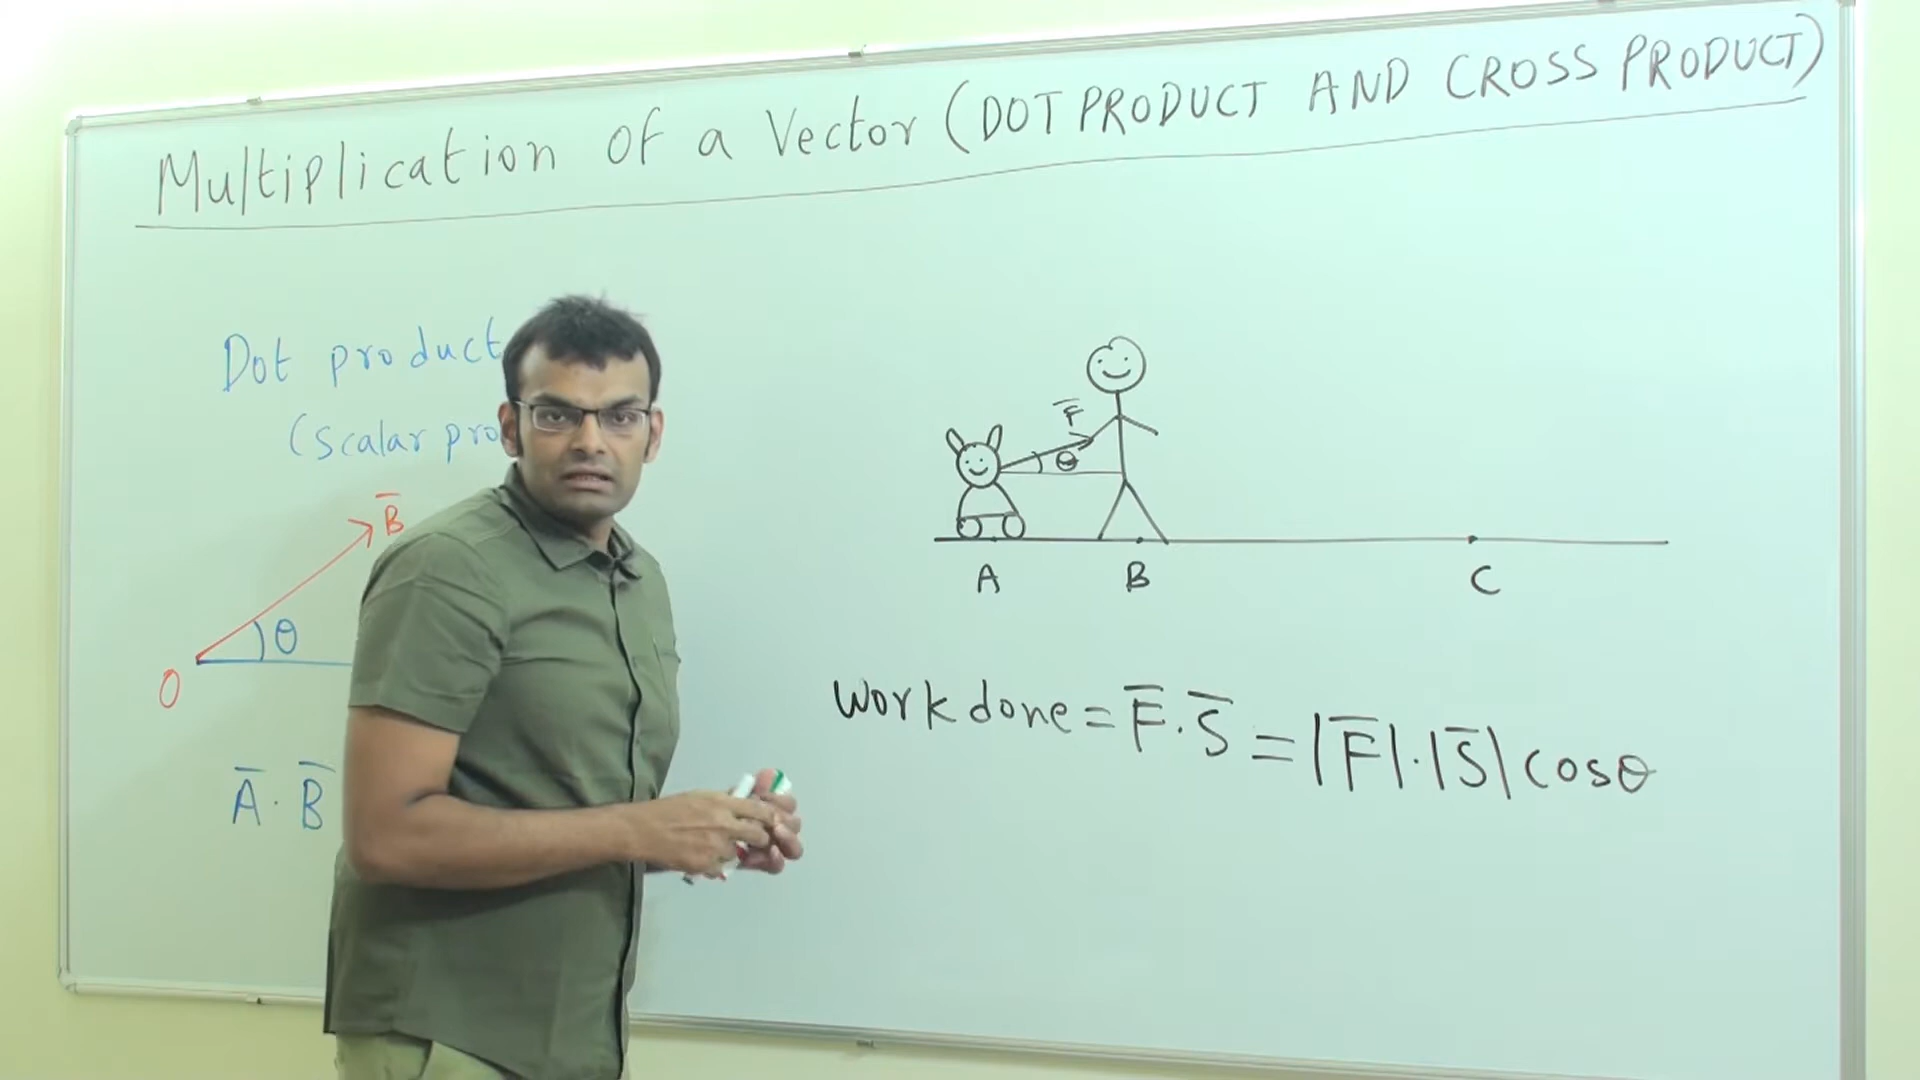 Multiplication of a Vector (DOT PRODUCT AND CROSS PRODUCT)
Dot product
(Scalar pro
B̅
θ
O
A̅ · B̅
F̅
θ
A B C
Work done = F̅ . S̅ = |F̅| . |S̅| cosθ